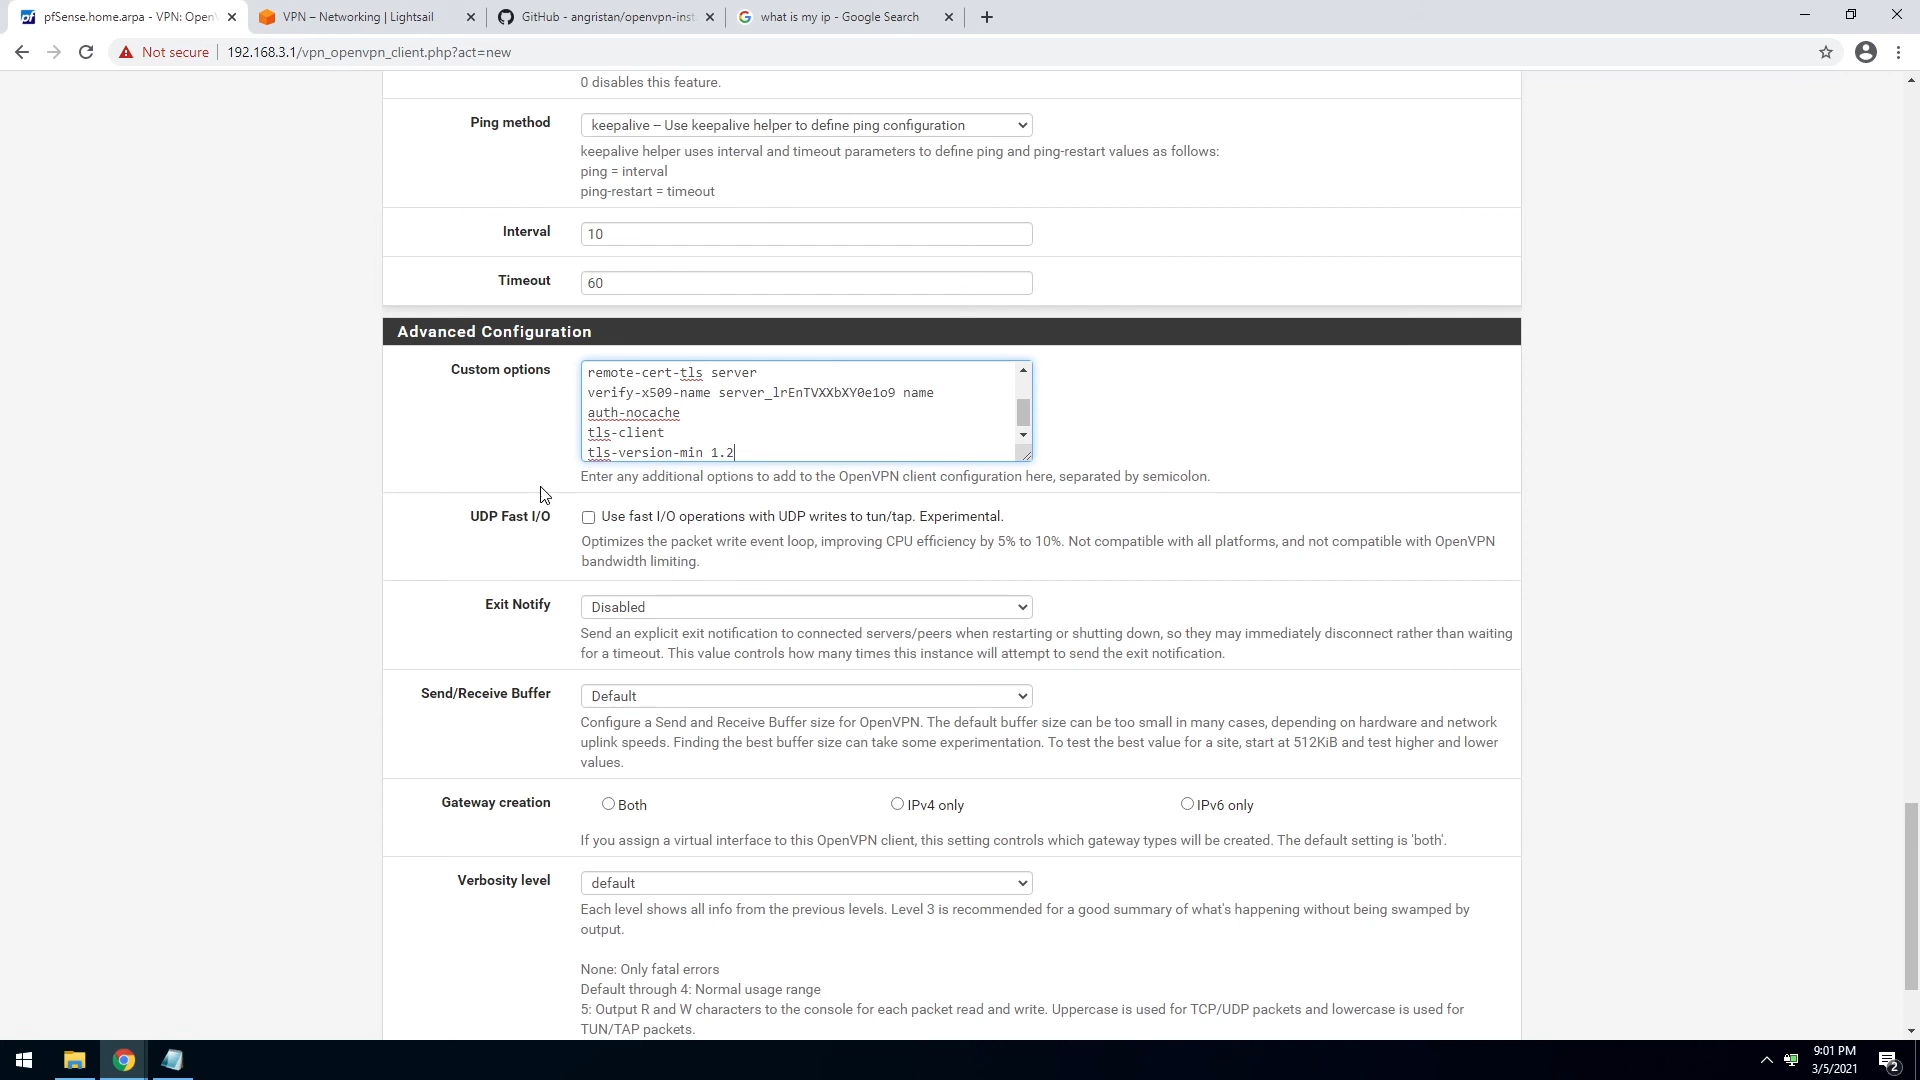 pfSense.home.arpa - VPN: Open
VPN – Networking | Lightsail
GitHub - angristan/openvpn-inst
what is my ip - Google Search
Not secure
192.168.3.1/vpn_openvpn_client.php?act=new
0 disables this feature.
Ping method
keepalive – Use keepalive helper to define ping configuration
keepalive helper uses interval and timeout parameters to define ping and ping-restart values as follows:
ping = interval
ping-restart = timeout
Interval
10
Timeout
60
Advanced Configuration
Custom options
remote-cert-tls server
verify-x509-name server_lrEnTVXXbXY0e1o9 name
auth-nocache
tls-client
tls-version-min 1.2
Enter any additional options to add to the OpenVPN client configuration here, separated by semicolon.
UDP Fast I/O
Use fast I/O operations with UDP writes to tun/tap. Experimental.
Optimizes the packet write event loop, improving CPU efficiency by 5% to 10%. Not compatible with all platforms, and not compatible with OpenVPN
bandwidth limiting.
Exit Notify
Disabled
Send an explicit exit notification to connected servers/peers when restarting or shutting down, so they may immediately disconnect rather than waiting
for a timeout. This value controls how many times this instance will attempt to send the exit notification.
Send/Receive Buffer
Default
Configure a Send and Receive Buffer size for OpenVPN. The default buffer size can be too small in many cases, depending on hardware and network
uplink speeds. Finding the best buffer size can take some experimentation. To test the best value for a site, start at 512KiB and test higher and lower
values.
Gateway creation
Both
IPv4 only
IPv6 only
If you assign a virtual interface to this OpenVPN client, this setting controls which gateway types will be created. The default setting is 'both'.
Verbosity level
default
Each level shows all info from the previous levels. Level 3 is recommended for a good summary of what's happening without being swamped by
output.
None: Only fatal errors
Default through 4: Normal usage range
5: Output R and W characters to the console for each packet read and write. Uppercase is used for TCP/UDP packets and lowercase is used for
TUN/TAP packets.
9:01 PM
3/5/2021
2